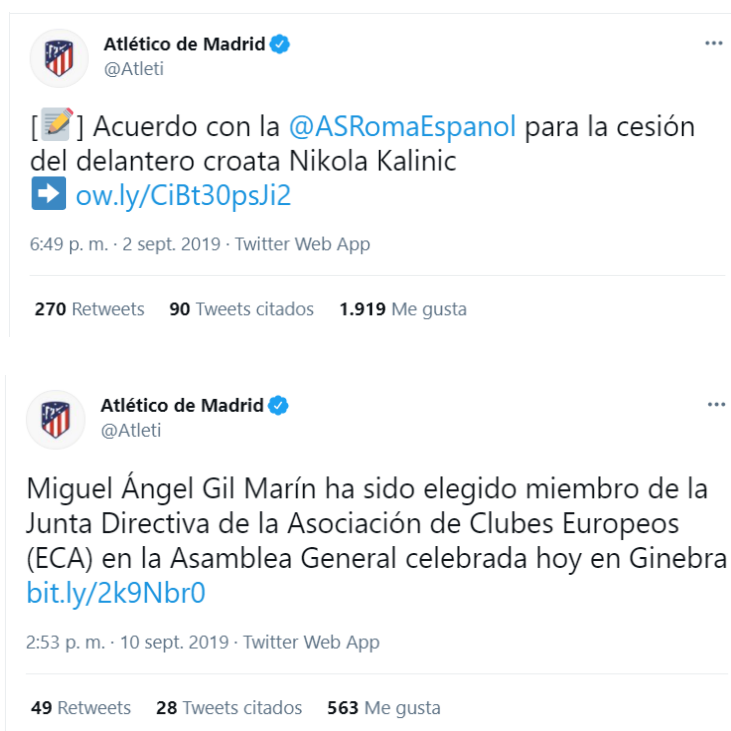 Atlético de Madrid
@Atleti
[📝] Acuerdo con la @ASRomaEspanol para la cesión
del delantero croata Nikola Kalinic
➡️ ow.ly/CiBt30psJi2
6:49 p. m. · 2 sept. 2019 · Twitter Web App
270 Retweets 90 Tweets citados 1.919 Me gusta
Atlético de Madrid
@Atleti
Miguel Ángel Gil Marín ha sido elegido miembro de la
Junta Directiva de la Asociación de Clubes Europeos
(ECA) en la Asamblea General celebrada hoy en Ginebra
bit.ly/2k9Nbr0
2:53 p. m. · 10 sept. 2019 · Twitter Web App
49 Retweets 28 Tweets citados 563 Me gusta